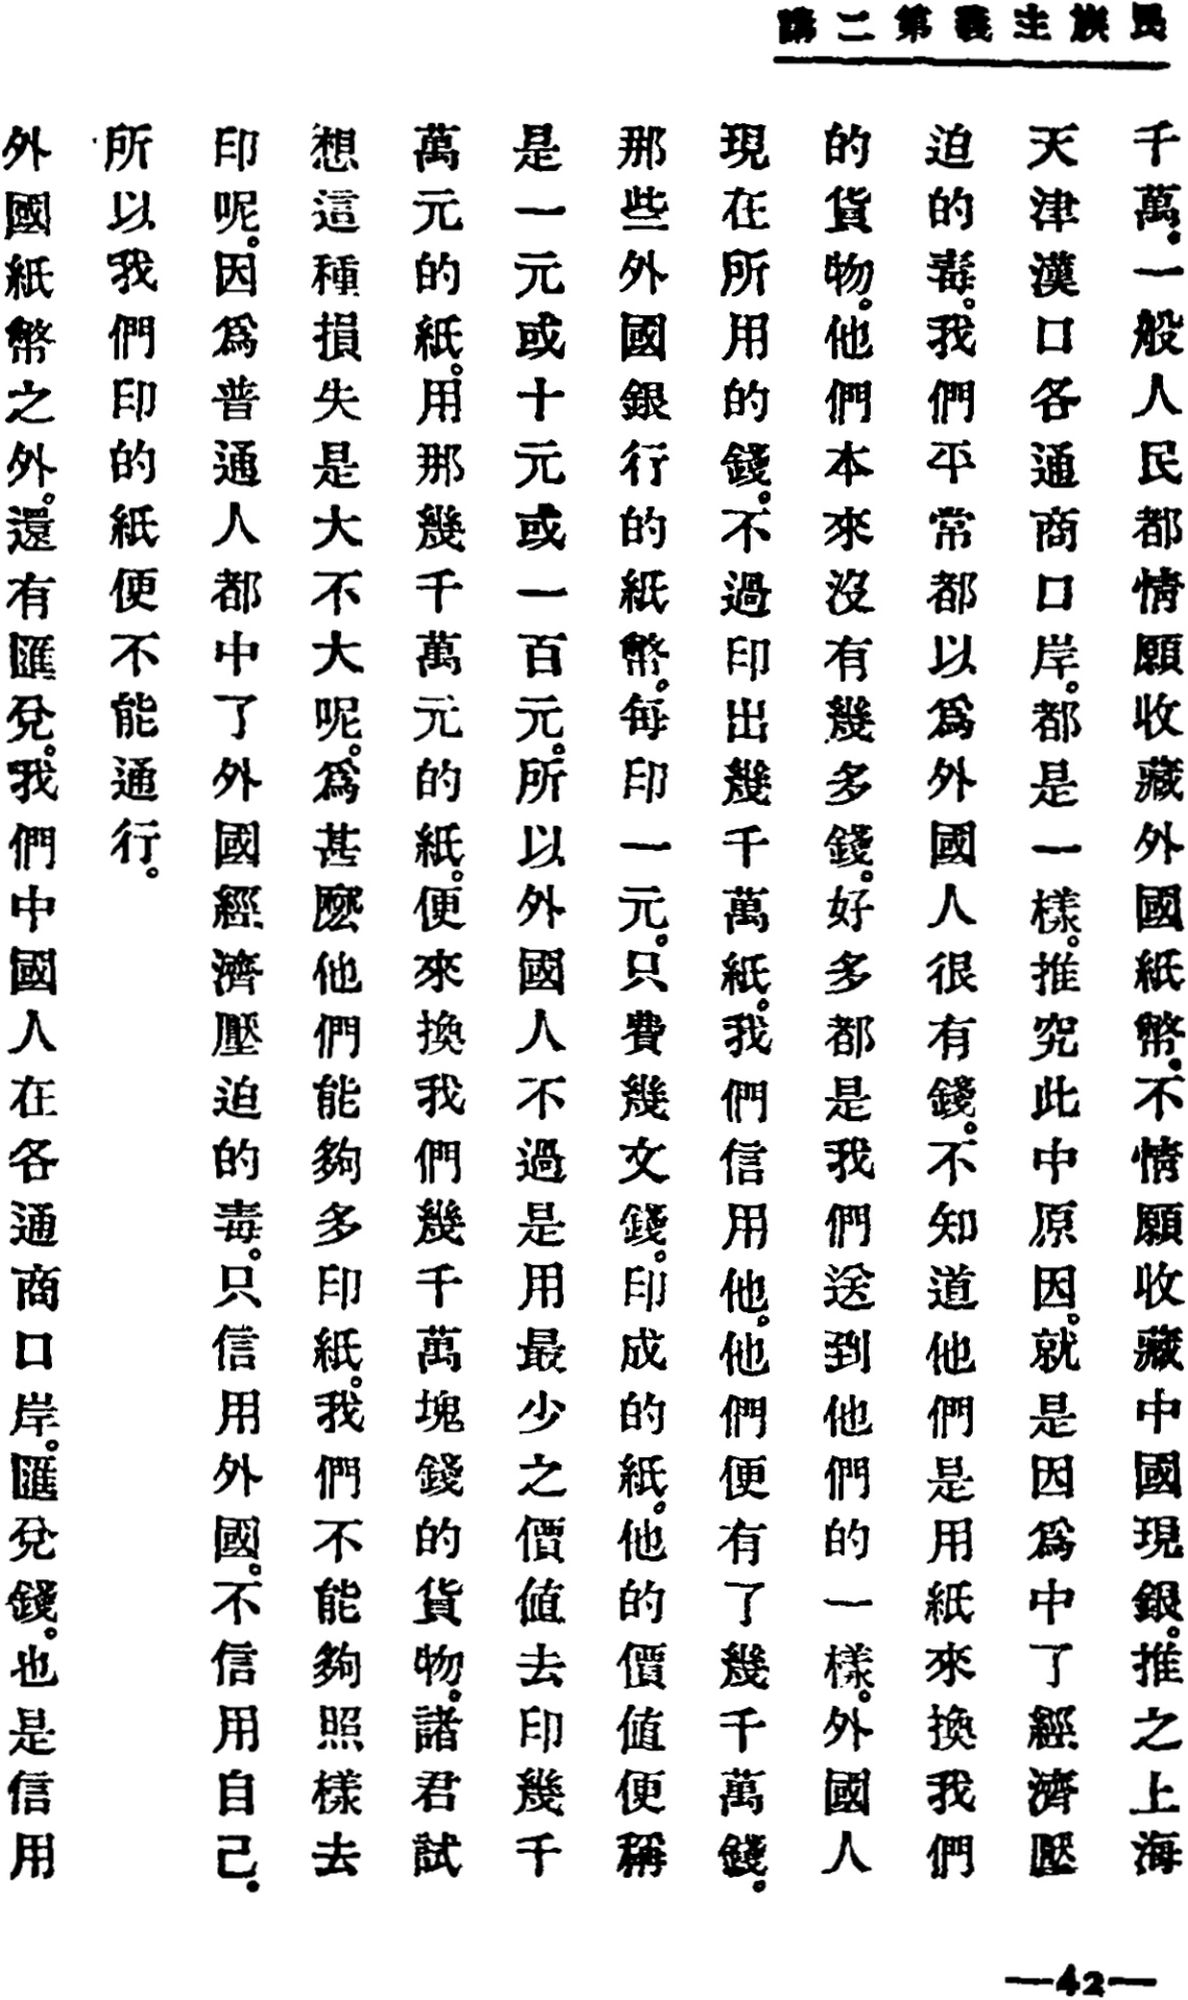 民族主義第二講
千萬。一般人民都情願收藏外國紙幣。不情願收藏中國現銀。推之上海
天津漢口各通商口岸。都是一樣。推究此中原因。就是因爲中了經濟壓
迫的毒。我們平常都以爲外國人很有錢。不知道他們是用紙來換我們
的貨物。他們本來沒有幾多錢。好多都是我們送到他們的一樣。外國人
現在所用的錢。不過印出幾千萬紙。我們信用他。他們便有了幾千萬錢。
那些外國銀行的紙幣。每印一元。只費幾文錢。印成的紙。他的價値便稱
是一元或十元或一百元。所以外國人不過是用最少之價値去印幾千
萬元的紙。用那幾千萬元的紙。便來換我們幾千萬塊錢的貨物。諸君試
想這種損失是大不大呢。爲甚麽他們能夠多印紙。我們不能夠照樣去
印呢。因爲普通人都中了外國經濟壓迫的毒。只信用外國。不信用自己。
所以我們印的紙便不能通行。
外國紙幣之外。還有匯兌。我們中國人在各通商口岸。匯兌錢。也是信用
—42—